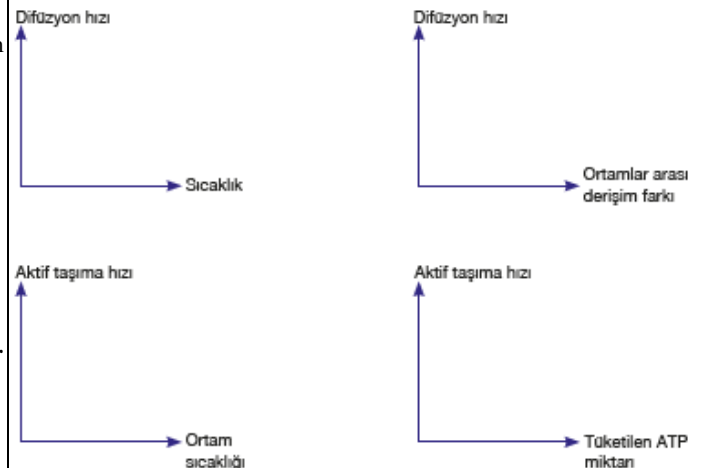 Difüzyon hızı
Sıcaklık
Difüzyon hızı
Ortamlar arası
derişim farkı
Aktif taşıma hızı
Ortam
sıcaklığı
Aktif taşıma hızı
Tüketilen ATP
miktarı